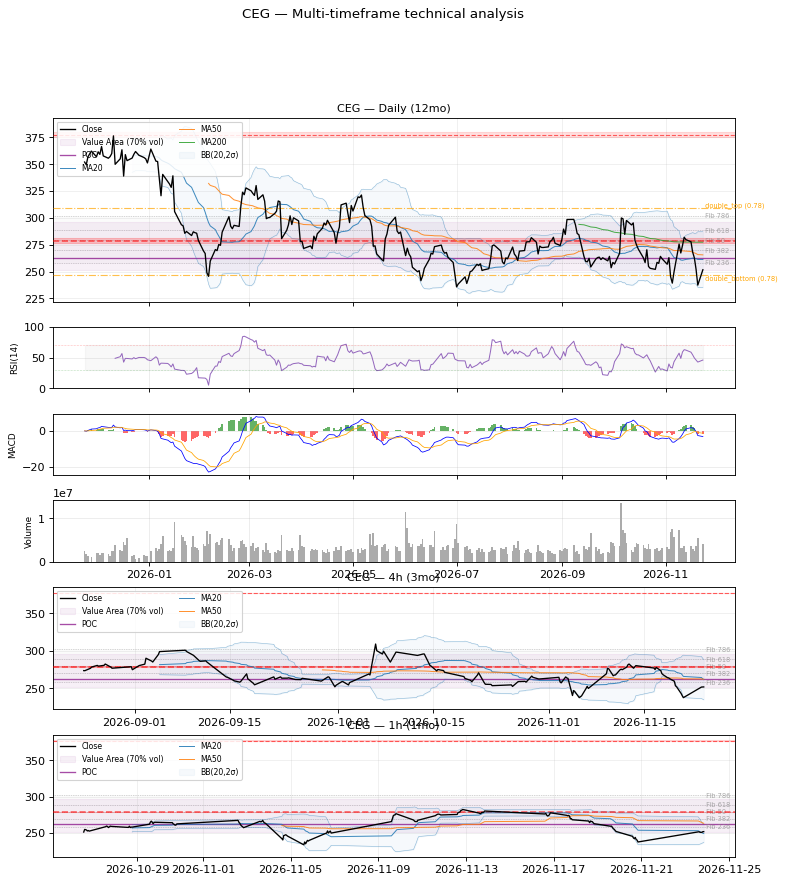 CEG — Multi-timeframe technical analysis
CEG — Daily (12mo)
Close
Value Area (70% vol)
POC
MA20
MA50
MA200
BB(20,2σ)
375
350
325
300
275
250
225
double_top (0.78)
Fib 786
Fib 618
Fib 382
Fib 236
double_bottom (0.78)
RSI(14)
100
50
0
MACD
0
−20
1e7
Volume
1
0
2026-01
2026-03
2026-05
2026-07
2026-09
2026-11
CEG — 4h (3mo)
Close
Value Area (70% vol)
POC
MA20
MA50
BB(20,2σ)
350
300
250
Fib 786
Fib 618
Fib 382
Fib 236
2026-09-01
2026-09-15
2026-10-01
2026-10-15
2026-11-01
2026-11-15
CEG — 1h (1mo)
Close
Value Area (70% vol)
POC
MA20
MA50
BB(20,2σ)
350
300
250
Fib 786
Fib 618
Fib 382
Fib 236
2026-10-29
2026-11-01
2026-11-05
2026-11-09
2026-11-13
2026-11-17
2026-11-21
2026-11-25